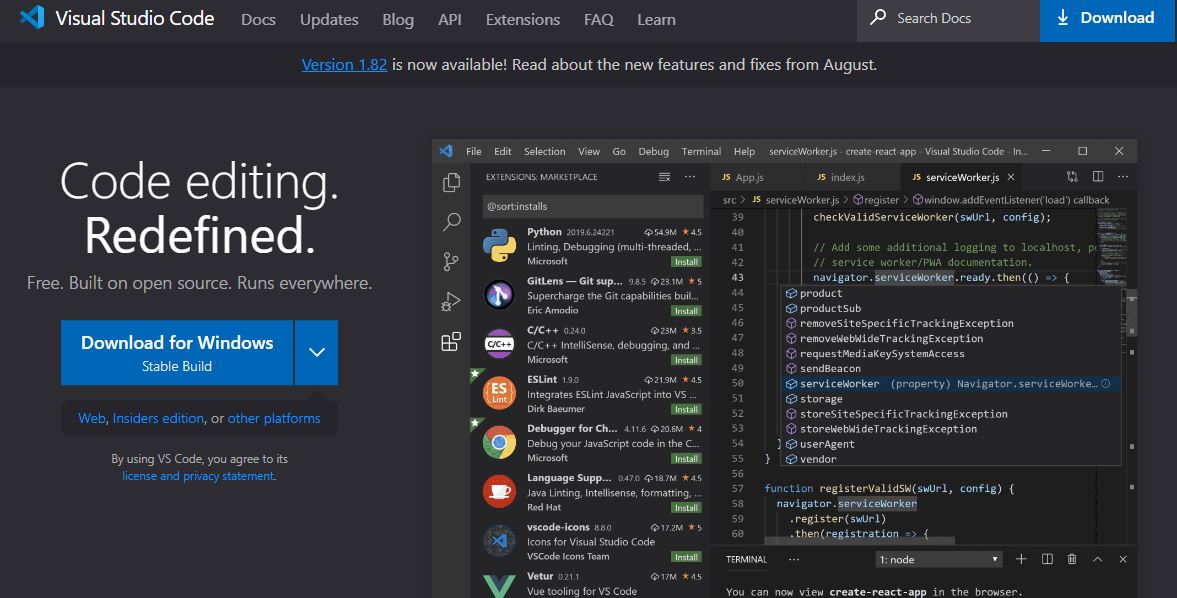 Visual Studio Code Docs Updates Blog API Extensions FAQ Learn Search Docs Download
Version 1.82 is now available! Read about the new features and fixes from August.
Code editing.
Redefined.
Free. Built on open source. Runs everywhere.
Download for Windows
Stable Build
Web, Insiders edition, or other platforms
By using VS Code, you agree to its
license and privacy statement.
File Edit Selection View Go Debug Terminal Help serviceWorker.js - create-react-app - Visual Studio Code - In...
EXTENSIONS: MARKETPLACE
@sort:installs
Python 2019.6.24221 54.9M 4.5
Linting, Debugging (multi-threaded, ...
Microsoft Install
GitLens — Git sup... 9.8.5 23.1M 5
Supercharge the Git capabilities buil...
Eric Amodio Install
C/C++ 0.24.0 23M 3.5
C/C++ IntelliSense, debugging, and ...
Microsoft Install
C/C++
ESLint 1.9.0 21.9M 4.5
Integrates ESLint JavaScript into VS ...
Dirk Baeumer Install
ES
Lint
Debugger for Ch... 4.11.6 20.6M 4
Debug your JavaScript code in the C...
Microsoft Install
Language Supp... 0.47.0 18.7M 4.5
Java Linting, Intellisense, formatting, ...
Red Hat Install
vscode-icons 8.8.0 17.2M 5
Icons for Visual Studio Code
VSCode Icons Team Install
Vetur 0.21.1 17M 4.5
Vue tooling for VS Code
JS App.js JS index.js JS serviceWorker.js
src > JS serviceWorker.js > register > window.addEventListener('load') callback
39 checkValidServiceWorker(swUrl, config);
40
41 // Add some additional logging to localhost, p
42 // service worker/PWA documentation.
43 navigator.serviceWorker.ready.then(() => {
44 product
45 productSub
46 removeSiteSpecificTrackingException
47 removeWebWideTrackingException
48 requestMediaKeySystemAccess
49 sendBeacon
50 serviceWorker (property) Navigator.serviceWorke...
51 storage
52 storeSiteSpecificTrackingException
53 storeWebWideTrackingException
54 } userAgent
55 } vendor
56
57 function registerValidSW(swUrl, config) {
58 navigator.serviceWorker
59 .register(swUrl)
60 .then(registration => {
TERMINAL ... 1: node
You can now view create-react-app in the browser.